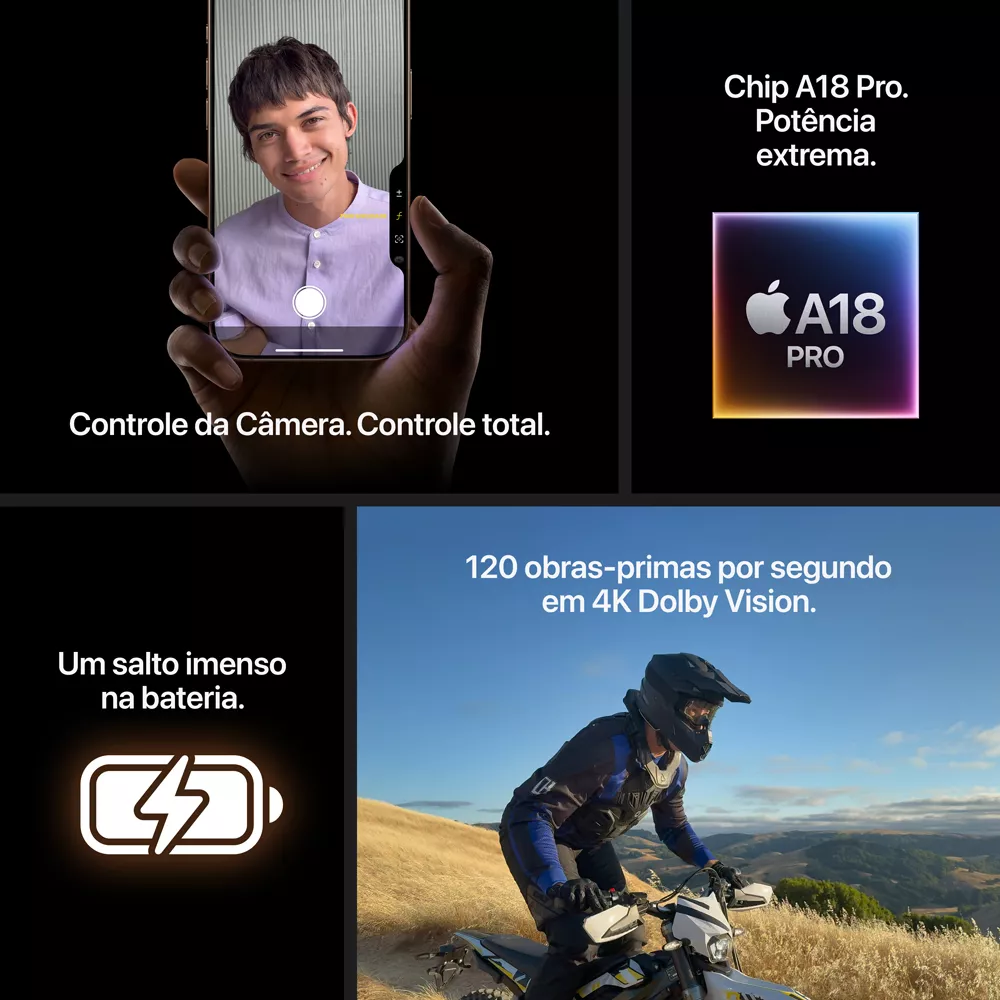 Controle da Câmera. Controle total.
Chip A18 Pro.
Potência
extrema.
A18
PRO
Um salto imenso
na bateria.
120 obras-primas por segundo
em 4K Dolby Vision.